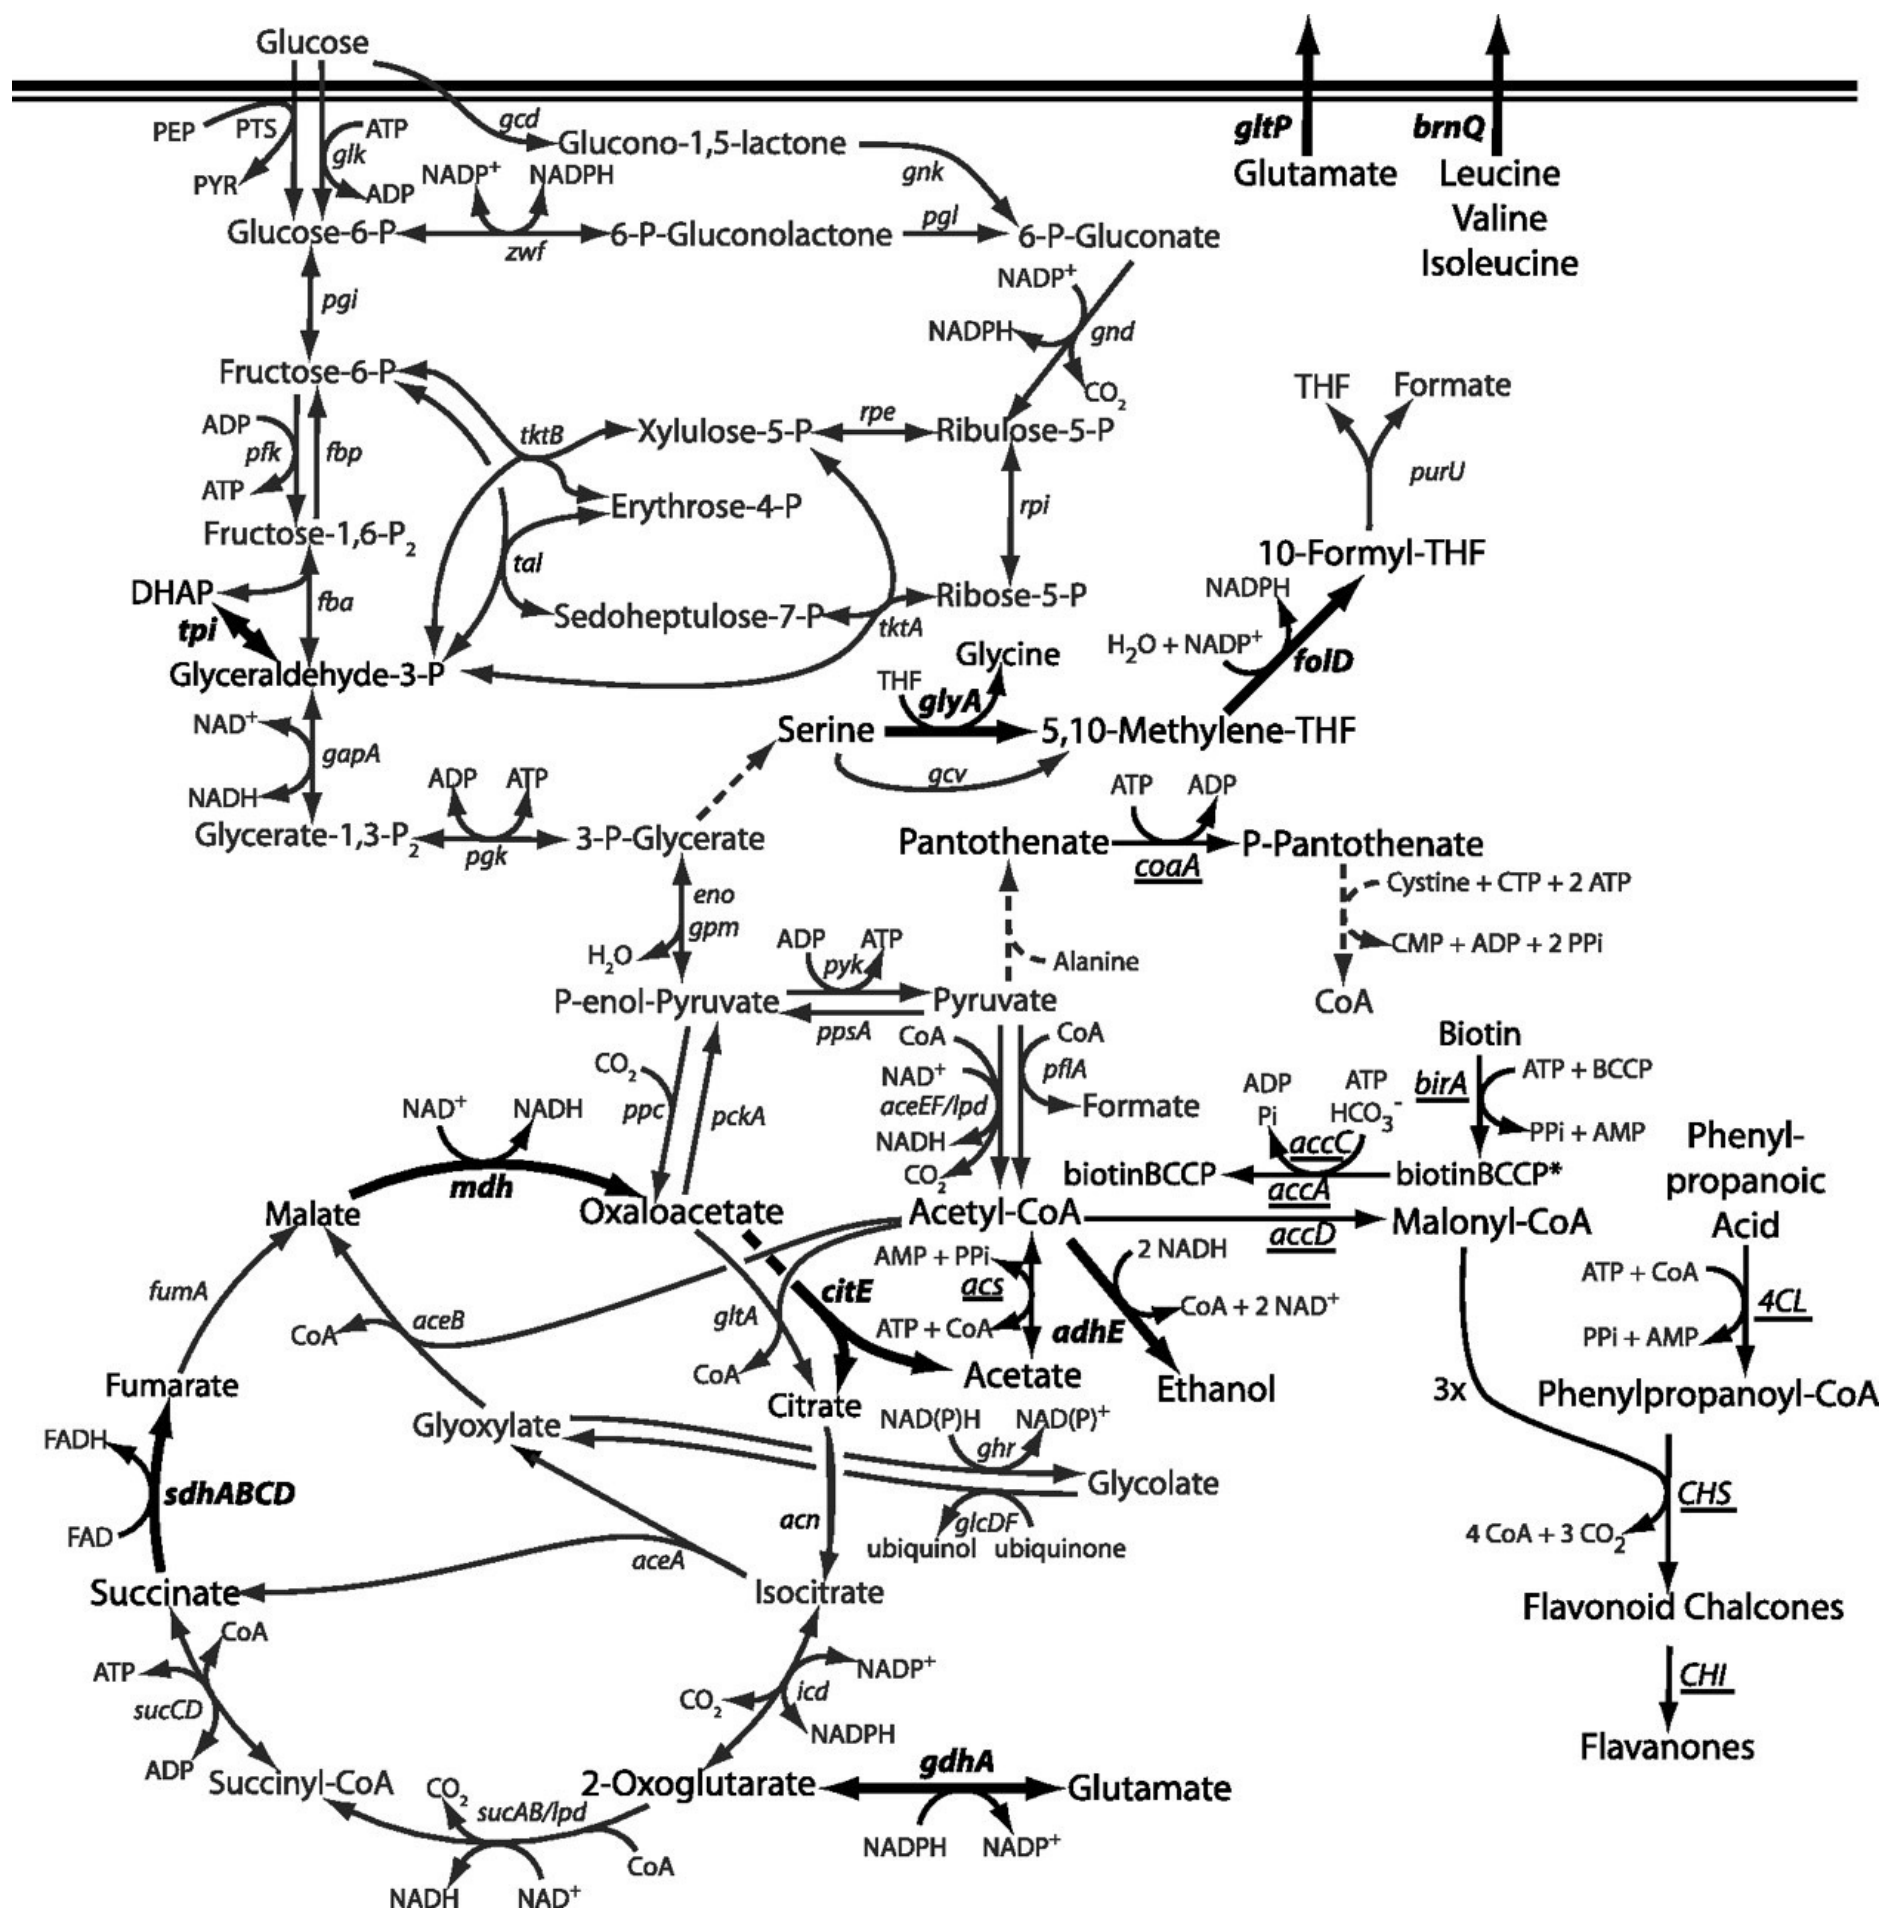 Glucose
PEP
PTS
ATP
glk
PYR
ADP
gcd
Glucono-1,5-lactone
gnk
gltP
Glutamate
brnQ
Leucine
Valine
Isoleucine
NADP⁺
NADPH
Glucose-6-P
zwf
6-P-Gluconolactone
pgl
6-P-Gluconate
NADP⁺
NADPH
gnd
CO₂
pgi
Fructose-6-P
ADP
pfk
ATP
fbp
tktB
Xylulose-5-P
rpe
Ribulose-5-P
THF
Formate
purU
Erythrose-4-P
rpi
Fructose-1,6-P₂
10-Formyl-THF
DHAP
tpi
fba
tal
Sedoheptulose-7-P
tktA
Ribose-5-P
NADPH
H₂O + NADP⁺
folD
Glyceraldehyde-3-P
Glycine
THF
glyA
Serine
5,10-Methylene-THF
gcv
NAD⁺
gapA
NADH
ADP
ATP
Glycerate-1,3-P₂
pgk
3-P-Glycerate
Pantothenate
ATP
ADP
coaA
P-Pantothenate
Cystine + CTP + 2 ATP
CMP + ADP + 2 PPi
CoA
eno
gpm
H₂O
ADP
ATP
pyk
Alanine
P-enol-Pyruvate
Pyruvate
ppsA
CoA
NAD⁺
aceEF/lpd
NADH
CO₂
CoA
pflA
Formate
Biotin
birA
ATP + BCCP
PPi + AMP
ADP
Pi
ATP
HCO₃⁻
accC
biotinBCCP
accA
biotinBCCP*
Phenyl-
propanoic
Acid
CO₂
ppc
pckA
NAD⁺
NADH
mdh
Malate
Oxaloacetate
Acetyl-CoA
accD
Malonyl-CoA
AMP + PPi
acs
ATP + CoA
2 NADH
CoA + 2 NAD⁺
adhE
ATP + CoA
4CL
PPi + AMP
fumA
CoA
aceB
gltA
citE
CoA
Acetate
Ethanol
3x
Phenylpropanoyl-CoA
Fumarate
Citrate
Glyoxylate
NAD(P)H
NAD(P)⁺
ghr
Glycolate
glcDF
ubiquinol
ubiquinone
FADH
sdhABCD
FAD
acn
CHS
4 CoA + 3 CO₂
aceA
Succinate
Isocitrate
Flavonoid Chalcones
CoA
ATP
sucCD
ADP
NADP⁺
CO₂
icd
NADPH
CHI
Flavanones
Succinyl-CoA
CO₂
sucAB/lpd
2-Oxoglutarate
gdhA
Glutamate
NADPH
NADP⁺
CoA
NADH
NAD⁺